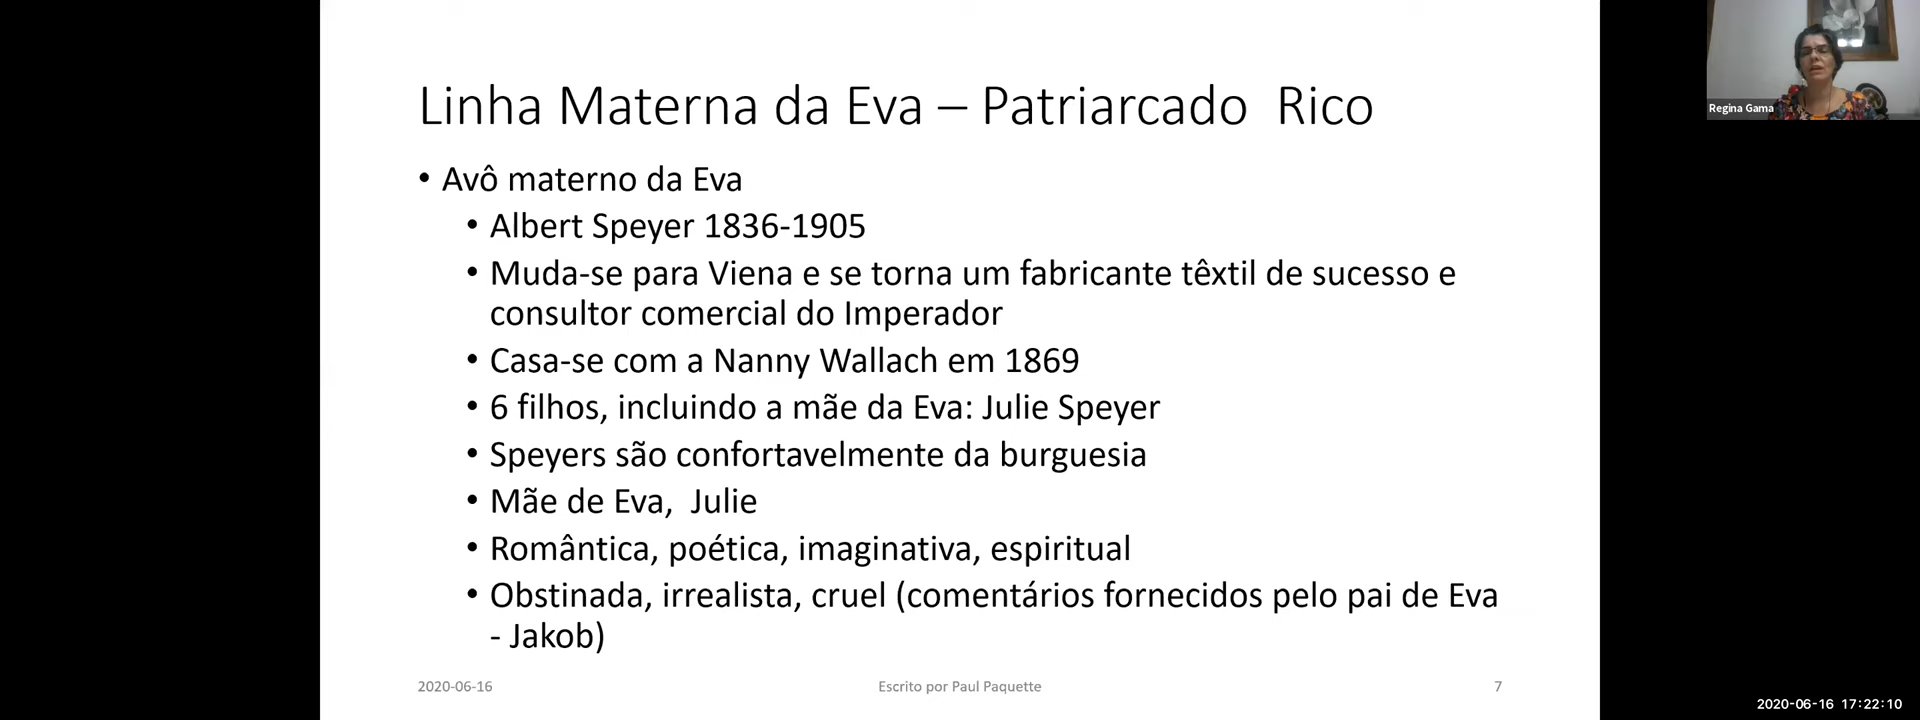 Linha Materna da Eva – Patriarcado  Rico
• Avô materno da Eva
• Albert Speyer 1836-1905
• Muda-se para Viena e se torna um fabricante têxtil de sucesso e
consultor comercial do Imperador
• Casa-se com a Nanny Wallach em 1869
• 6 filhos, incluindo a mãe da Eva: Julie Speyer
• Speyers são confortavelmente da burguesia
• Mãe de Eva,  Julie
• Romântica, poética, imaginativa, espiritual
• Obstinada, irrealista, cruel (comentários fornecidos pelo pai de Eva
- Jakob)
2020-06-16
Escrito por Paul Paquette
7
Regina Gama
2020-06-16 17:22:10